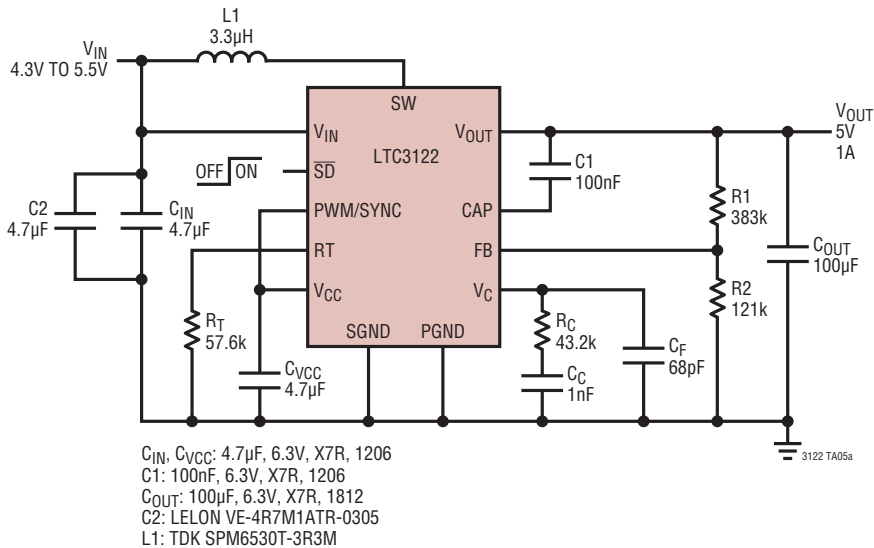 L1
3.3µH
VIN
4.3V TO 5.5V
SW
VIN
VOUT
LTC3122
VOUT
5V
1A
OFF ON
SD
C1
100nF
R1
383k
C2
4.7µF
CIN
4.7µF
PWM/SYNC
CAP
RT
FB
COUT
100µF
VCC
VC
R2
121k
RT
57.6k
SGND
PGND
RC
43.2k
CF
68pF
CVCC
4.7µF
CC
1nF
3122 TA05a
CIN, CVCC: 4.7µF, 6.3V, X7R, 1206
C1: 100nF, 6.3V, X7R, 1206
COUT: 100µF, 6.3V, X7R, 1812
C2: LELON VE-4R7M1ATR-0305
L1: TDK SPM6530T-3R3M